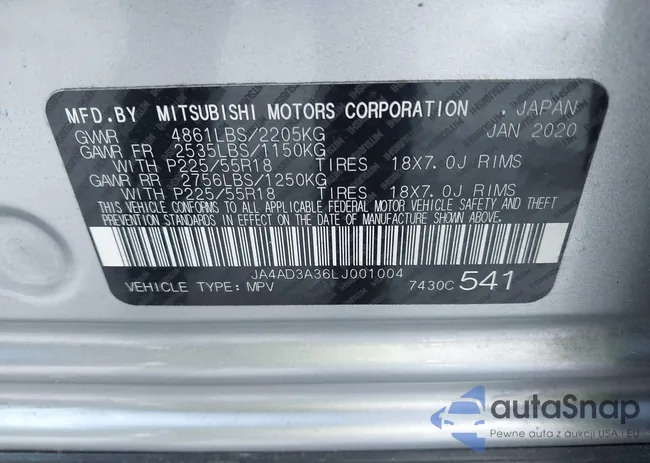 MFD.BY MITSUBISHI MOTORS CORPORATION . JAPAN
GVWR 4861LBS/2205KG JAN 2020
GAWR FR 2535LBS/1150KG
WITH P225/55R18 TIRES 18X7.0J RIMS
GAWR RR 2756LBS/1250KG
WITH P225/55R18 TIRES 18X7.0J RIMS
THIS VEHICLE CONFORMS TO ALL APPLICABLE FEDERAL MOTOR VEHICLE SAFETY AND THEFT
PREVENTION STANDARDS IN EFFECT ON THE DATE OF MANUFACTURE SHOWN ABOVE.
JA4AD3A36LJ001004
VEHICLE TYPE: MPV 7430C 541
autaSnap
Pewne auta z aukcji USA i EU